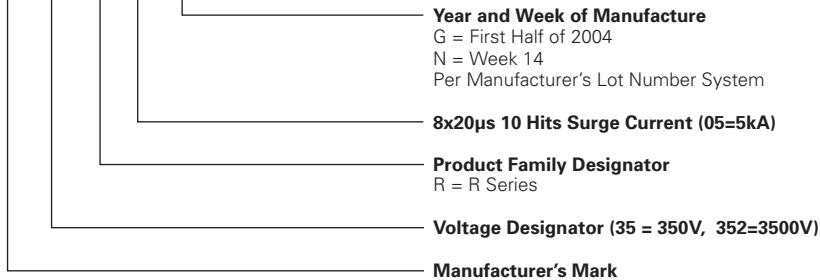 Year and Week of Manufacture
G = First Half of 2004
N = Week 14
Per Manufacturer's Lot Number System
8x20µs 10 Hits Surge Current (05=5kA)
Product Family Designator
R = R Series
Voltage Designator (35 = 350V, 352=3500V)
Manufacturer's Mark